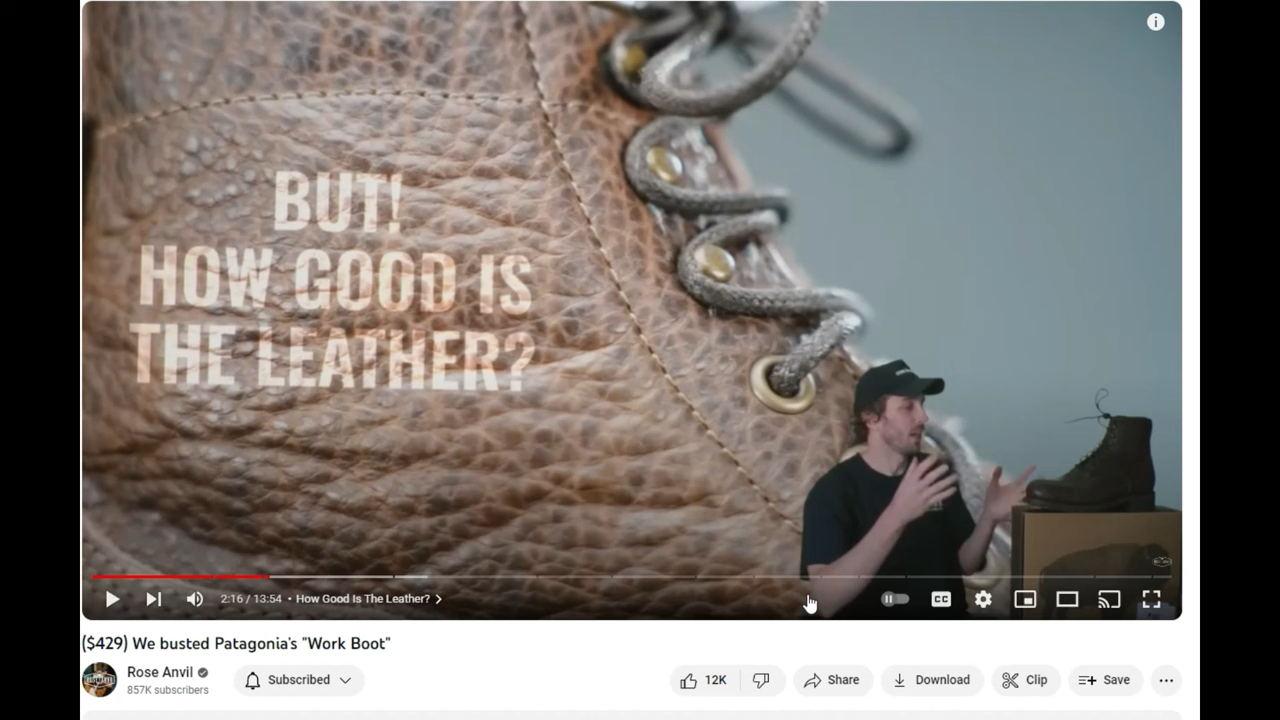 BUT!
HOW GOOD IS
THE LEATHER?
2:16 / 13:54 • How Good Is The Leather?
CC
($429) We busted Patagonia's "Work Boot"
Rose Anvil
857K subscribers
Subscribed
12K
Share
Download
Clip
Save